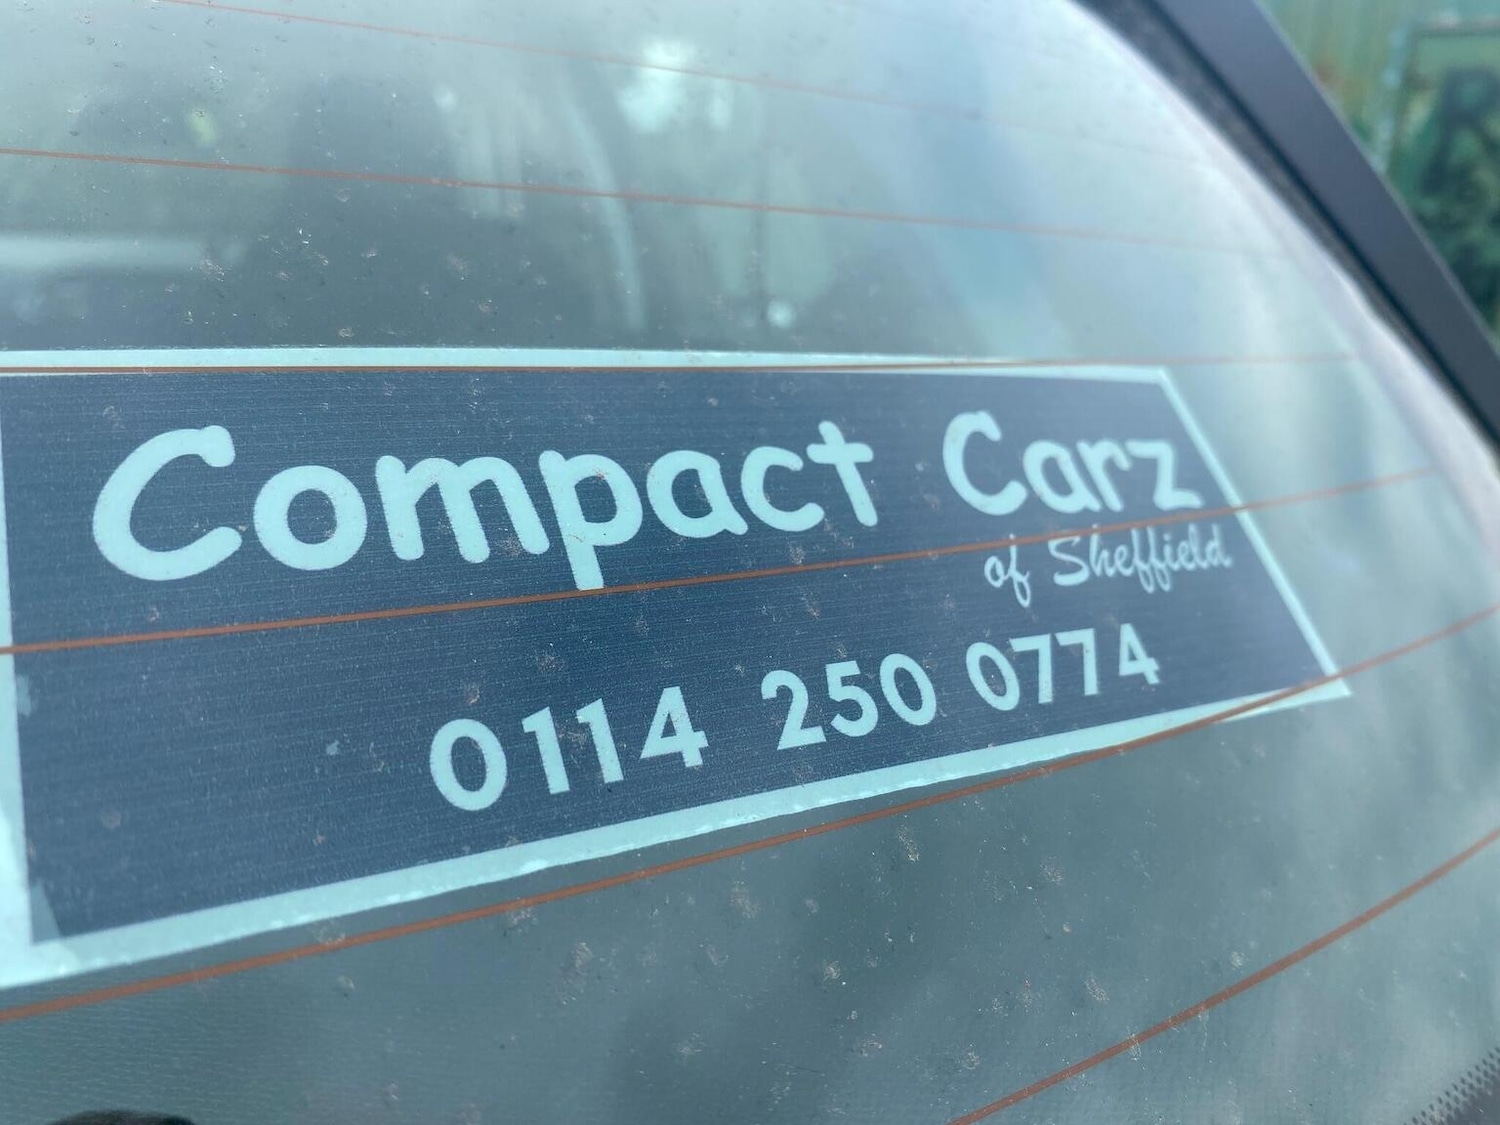 Compact Carz
of Sheffield
0114 250 0774